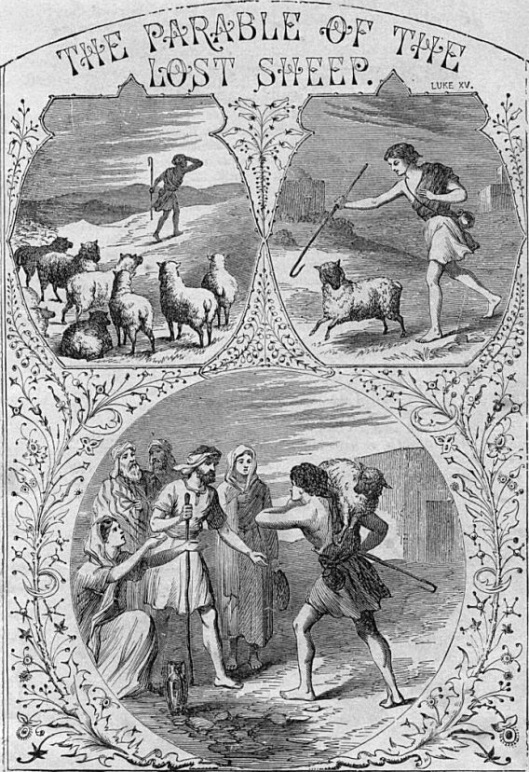 THE PARABLE OF THE
LOST SHEEP.
LUKE XV.